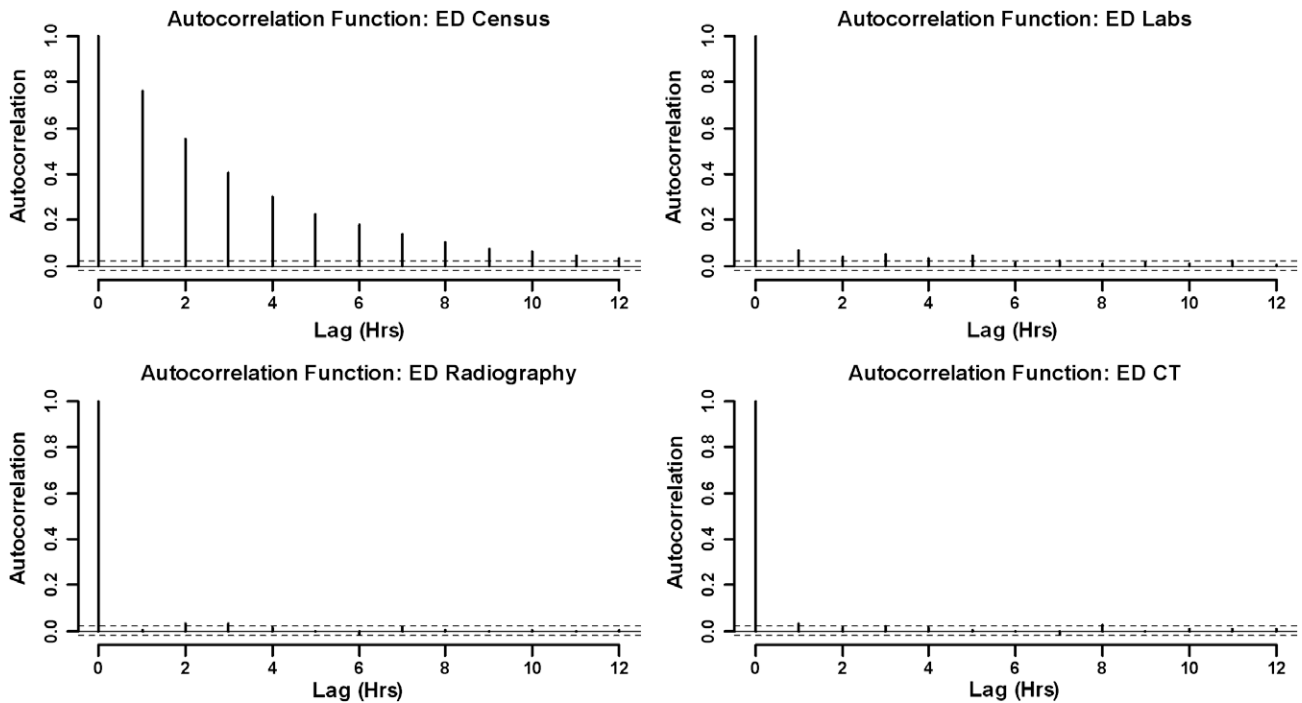 Autocorrelation Function: ED Census
Autocorrelation
0.0 0.2 0.4 0.6 0.8 1.0
0 2 4 6 8 10 12
Lag (Hrs)
Autocorrelation Function: ED Labs
Autocorrelation
0.0 0.2 0.4 0.6 0.8 1.0
0 2 4 6 8 10 12
Lag (Hrs)
Autocorrelation Function: ED Radiography
Autocorrelation
0.0 0.2 0.4 0.6 0.8 1.0
0 2 4 6 8 10 12
Lag (Hrs)
Autocorrelation Function: ED CT
Autocorrelation
0.0 0.2 0.4 0.6 0.8 1.0
0 2 4 6 8 10 12
Lag (Hrs)